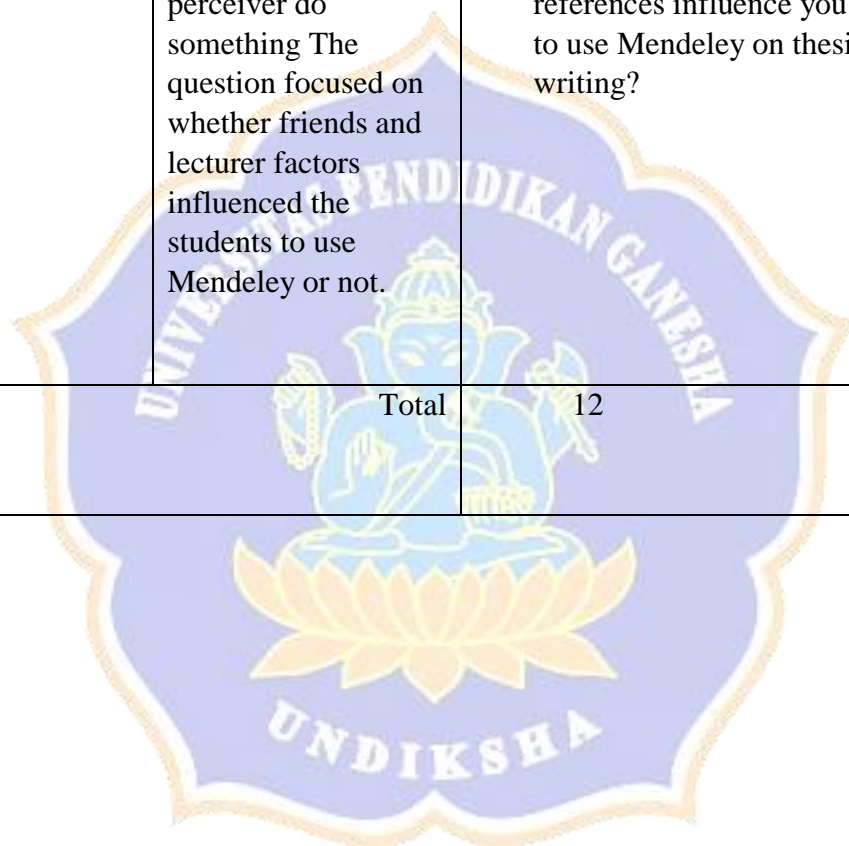 perceiver do
something The
question focused on
whether friends and
lecturer factors
influenced the
students to use
Mendeley or not.
references influence you
to use Mendeley on thesi
writing?
Total 12
UNIVERSITAS PENDIDIKAN GANESHA
UNDIKSHA